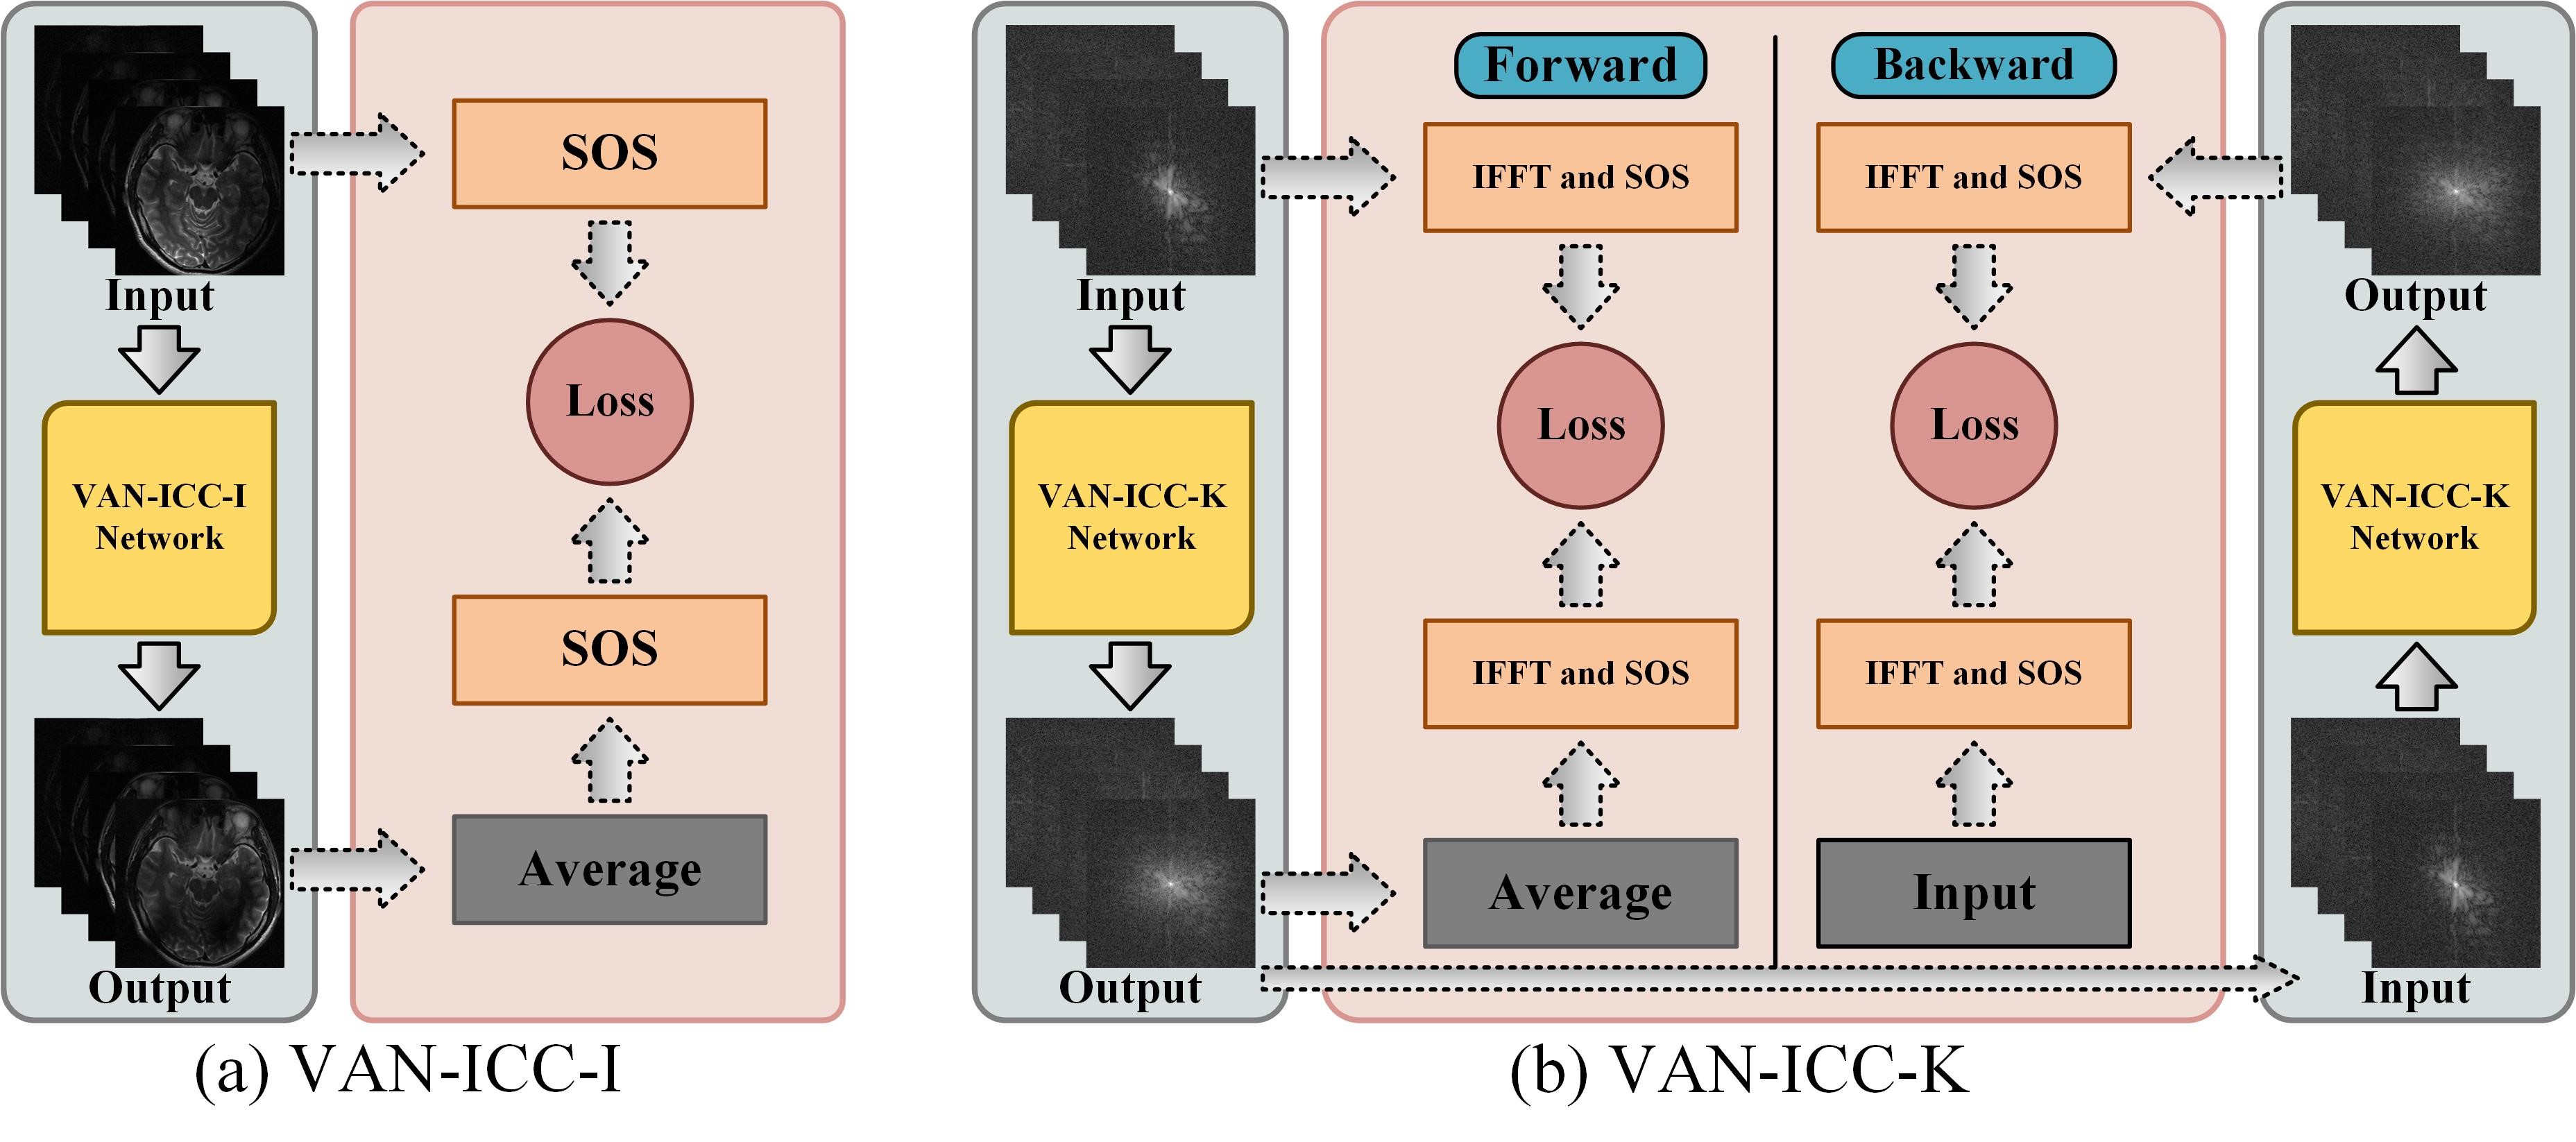 Input
VAN-ICC-I
Network
Output
SOS
Loss
SOS
Average
(a) VAN-ICC-I
Input
VAN-ICC-K
Network
Output
Forward
IFFT and SOS
Loss
IFFT and SOS
Average
Backward
IFFT and SOS
Loss
IFFT and SOS
Input
Output
VAN-ICC-K
Network
Input
(b) VAN-ICC-K